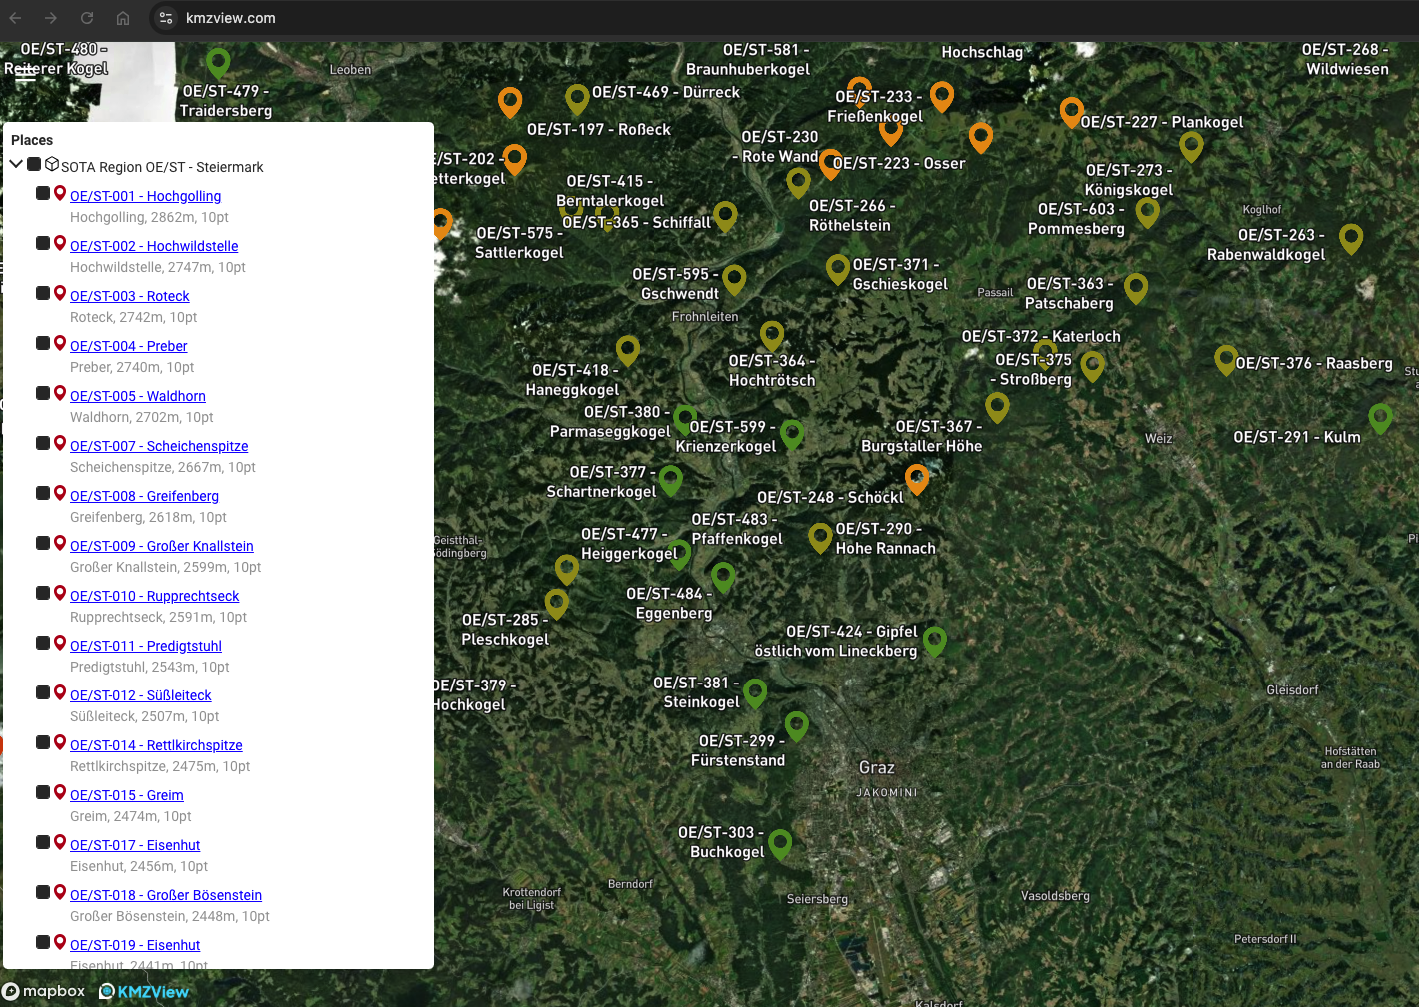 kmzview.com
Places
SOTA Region OE/ST - Steiermark
OE/ST-001 - Hochgolling
Hochgolling, 2862m, 10pt
OE/ST-002 - Hochwildstelle
Hochwildstelle, 2747m, 10pt
OE/ST-003 - Roteck
Roteck, 2742m, 10pt
OE/ST-004 - Preber
Preber, 2740m, 10pt
OE/ST-005 - Waldhorn
Waldhorn, 2702m, 10pt
OE/ST-007 - Scheichenspitze
Scheichenspitze, 2667m, 10pt
OE/ST-008 - Greifenberg
Greifenberg, 2618m, 10pt
OE/ST-009 - Großer Knallstein
Großer Knallstein, 2599m, 10pt
OE/ST-010 - Rupprechtseck
Rupprechtseck, 2591m, 10pt
OE/ST-011 - Predigtstuhl
Predigtstuhl, 2543m, 10pt
OE/ST-012 - Süßleiteck
Süßleiteck, 2507m, 10pt
OE/ST-014 - Rettlkirchspitze
Rettlkirchspitze, 2475m, 10pt
OE/ST-015 - Greim
Greim, 2474m, 10pt
OE/ST-017 - Eisenhut
Eisenhut, 2456m, 10pt
OE/ST-018 - Großer Bösenstein
Großer Bösenstein, 2448m, 10pt
OE/ST-019 - Eisenhut
Eisenhut, 2441m, 10pt
OE/ST-480 -
Reiterer Kogel
OE/ST-479 -
Traidersberg
Leoben
OE/ST-581 -
Braunhuberkogel
Hochschlag
OE/ST-268 -
Wildwiesen
OE/ST-469 - Dürreck
OE/ST-197 - Roßeck
OE/ST-233 -
Frießenkogel
OE/ST-227 - Plankogel
OE/ST-230
- Rote Wand
OE/ST-223 - Osser
E/ST-202 -
etterkogel
OE/ST-415 -
Berntalerkogel
OE/ST-365 - Schiffall
OE/ST-575 -
Sattlerkogel
OE/ST-266 -
Röthelstein
OE/ST-273 -
Königskogel
OE/ST-603 -
Pommesberg
Koglhof
OE/ST-263 -
Rabenwaldkogel
OE/ST-595 -
Gschwendt
OE/ST-371 -
Gschieskogel
Passail
OE/ST-363 -
Patschaberg
Frohnleiten
OE/ST-372 - Katerloch
OE/ST-375
- Stroßberg
OE/ST-376 - Raasberg
OE/ST-418 -
Haneggkogel
OE/ST-364 -
Hochtrötsch
OE/ST-380 -
Parmaseggkogel
OE/ST-599 -
Krienzerkogel
OE/ST-367 -
Burgstaller Höhe
Weiz
OE/ST-291 - Kulm
OE/ST-377 -
Schartnerkogel
OE/ST-248 - Schöckl
OE/ST-483 -
Pfaffenkogel
OE/ST-477 -
Heiggerkogel
OE/ST-290 -
Hohe Rannach
Geistthal-
Södingberg
OE/ST-484 -
Eggenberg
OE/ST-285 -
Pleschkogel
OE/ST-424 - Gipfel
östlich vom Lineckberg
OE/ST-379 -
Hochkogel
OE/ST-381 -
Steinkogel
Gleisdorf
OE/ST-299 -
Fürstenstand
Hofstätten
an der Raab
Graz
JAKOMINI
OE/ST-303 -
Buchkogel
Krottendorf
bei Ligist
Berndorf
Seiersberg
Vasoldsberg
Petersdorf II
Kalsdorf
mapbox
KMZView